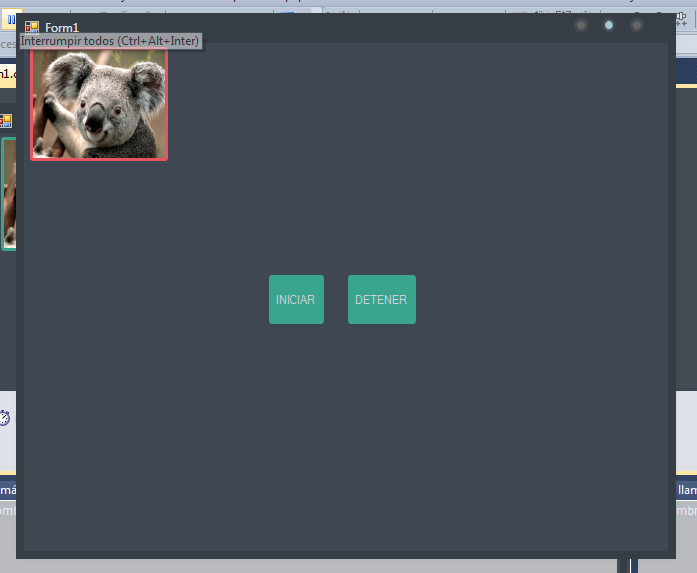 Form1
Interrumpir todos (Ctrl+Alt+Inter)
INICIAR
DETENER